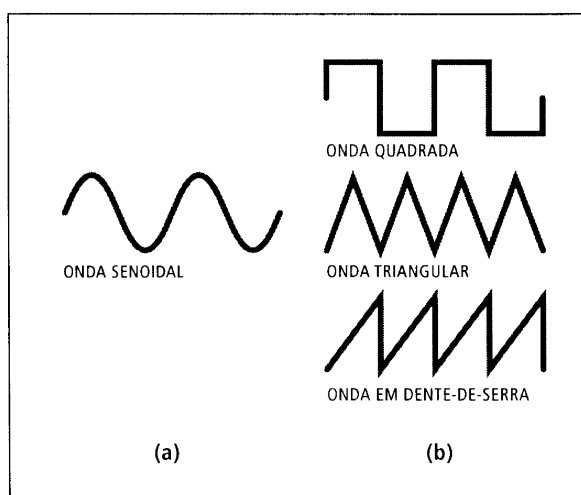 ONDA SENOIDAL
(a)
ONDA QUADRADA
ONDA TRIANGULAR
ONDA EM DENTE-DE-SERRA
(b)